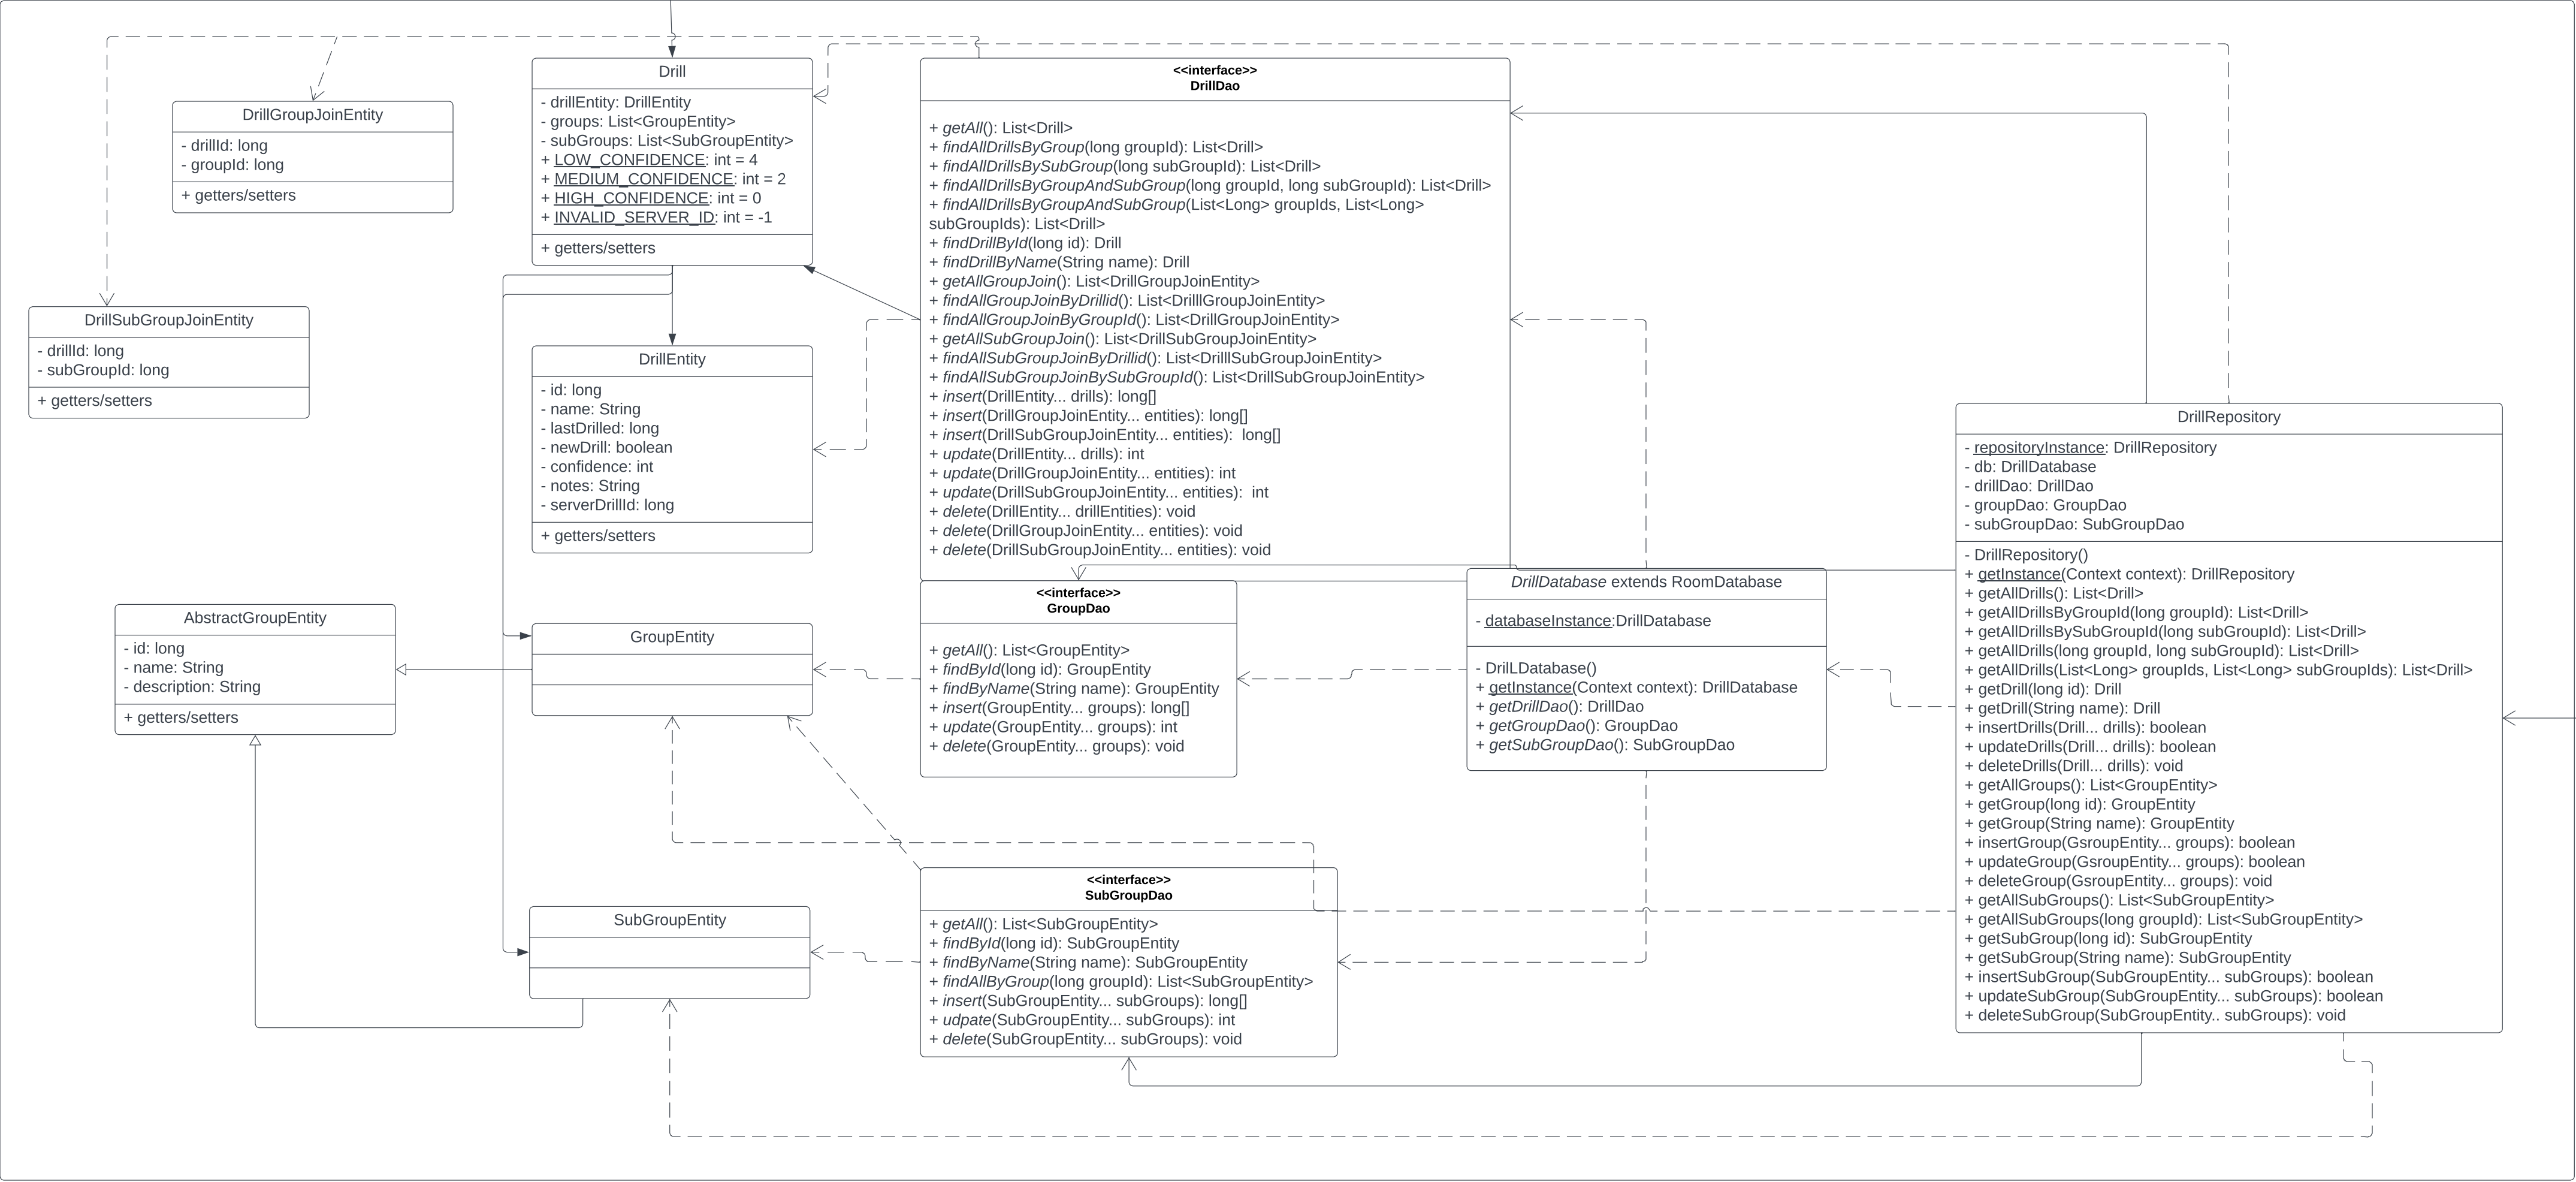 DrillGroupJoinEntity
- drillId: long
- groupId: long
+ getters/setters
DrillSubGroupJoinEntity
- drillId: long
- subGroupId: long
+ getters/setters
AbstractGroupEntity
- id: long
- name: String
- description: String
+ getters/setters
Drill
- drillEntity: DrillEntity
- groups: List<GroupEntity>
- subGroups: List<SubGroupEntity>
+ LOW_CONFIDENCE: int = 4
+ MEDIUM_CONFIDENCE: int = 2
+ HIGH_CONFIDENCE: int = 0
+ INVALID_SERVER_ID: int = -1
+ getters/setters
DrillEntity
- id: long
- name: String
- lastDrilled: long
- newDrill: boolean
- confidence: int
- notes: String
- serverDrillId: long
+ getters/setters
GroupEntity
SubGroupEntity
<<interface>>
DrillDao
+ getAll(): List<Drill>
+ findAllDrillsByGroup(long groupId): List<Drill>
+ findAllDrillsBySubGroup(long subGroupId): List<Drill>
+ findAllDrillsByGroupAndSubGroup(long groupId, long subGroupId): List<Drill>
+ findAllDrillsByGroupAndSubGroup(List<Long> groupIds, List<Long>
subGroupIds): List<Drill>
+ findDrillById(long id): Drill
+ findDrillByName(String name): Drill
+ getAllGroupJoin(): List<DrillGroupJoinEntity>
+ findAllGroupJoinByDrillid(): List<DrilllGroupJoinEntity>
+ findAllGroupJoinByGroupId(): List<DrillGroupJoinEntity>
+ getAllSubGroupJoin(): List<DrillSubGroupJoinEntity>
+ findAllSubGroupJoinByDrillid(): List<DrilllSubGroupJoinEntity>
+ findAllSubGroupJoinBySubGroupId(): List<DrillSubGroupJoinEntity>
+ insert(DrillEntity... drills): long[]
+ insert(DrillGroupJoinEntity... entities): long[]
+ insert(DrillSubGroupJoinEntity... entities):  long[]
+ update(DrillEntity... drills): int
+ update(DrillGroupJoinEntity... entities): int
+ update(DrillSubGroupJoinEntity... entities):  int
+ delete(DrillEntity... drillEntities): void
+ delete(DrillGroupJoinEntity... entities): void
+ delete(DrillSubGroupJoinEntity... entities): void
<<interface>>
GroupDao
+ getAll(): List<GroupEntity>
+ findById(long id): GroupEntity
+ findByName(String name): GroupEntity
+ insert(GroupEntity... groups): long[]
+ update(GroupEntity... groups): int
+ delete(GroupEntity... groups): void
<<interface>>
SubGroupDao
+ getAll(): List<SubGroupEntity>
+ findById(long id): SubGroupEntity
+ findByName(String name): SubGroupEntity
+ findAllByGroup(long groupId): List<SubGroupEntity>
+ insert(SubGroupEntity... subGroups): long[]
+ udpate(SubGroupEntity... subGroups): int
+ delete(SubGroupEntity... subGroups): void
DrillDatabase extends RoomDatabase
- databaseInstance:DrillDatabase
- DrilLDatabase()
+ getInstance(Context context): DrillDatabase
+ getDrillDao(): DrillDao
+ getGroupDao(): GroupDao
+ getSubGroupDao(): SubGroupDao
DrillRepository
- repositoryInstance: DrillRepository
- db: DrillDatabase
- drillDao: DrillDao
- groupDao: GroupDao
- subGroupDao: SubGroupDao
- DrillRepository()
+ getInstance(Context context): DrillRepository
+ getAllDrills(): List<Drill>
+ getAllDrillsByGroupId(long groupId): List<Drill>
+ getAllDrillsBySubGroupId(long subGroupId): List<Drill>
+ getAllDrills(long groupId, long subGroupId): List<Drill>
+ getAllDrills(List<Long> groupIds, List<Long> subGroupIds): List<Drill>
+ getDrill(long id): Drill
+ getDrill(String name): Drill
+ insertDrills(Drill... drills): boolean
+ updateDrills(Drill... drills): boolean
+ deleteDrills(Drill... drills): void
+ getAllGroups(): List<GroupEntity>
+ getGroup(long id): GroupEntity
+ getGroup(String name): GroupEntity
+ insertGroup(GsroupEntity... groups): boolean
+ updateGroup(GsroupEntity... groups): boolean
+ deleteGroup(GsroupEntity... groups): void
+ getAllSubGroups(): List<SubGroupEntity>
+ getAllSubGroups(long groupId): List<SubGroupEntity>
+ getSubGroup(long id): SubGroupEntity
+ getSubGroup(String name): SubGroupEntity
+ insertSubGroup(SubGroupEntity... subGroups): boolean
+ updateSubGroup(SubGroupEntity... subGroups): boolean
+ deleteSubGroup(SubGroupEntity.. subGroups): void